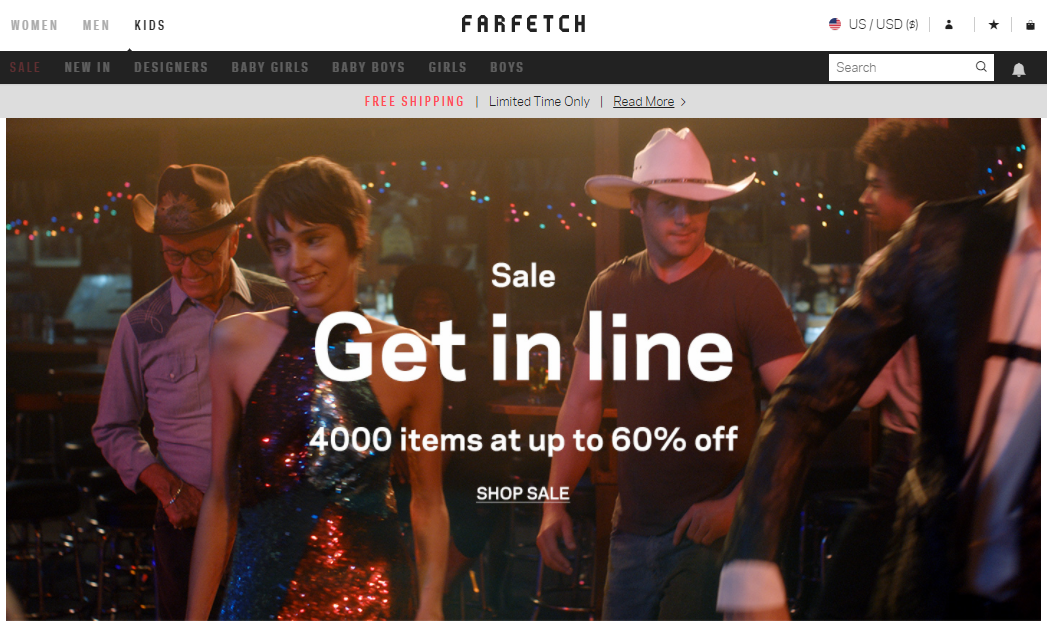 WOMEN MEN KIDS FARFETCH US / USD ($)
SALE NEW IN DESIGNERS BABY GIRLS BABY BOYS GIRLS BOYS Search
FREE SHIPPING | Limited Time Only | Read More
Sale
Get in line
4000 items at up to 60% off
SHOP SALE